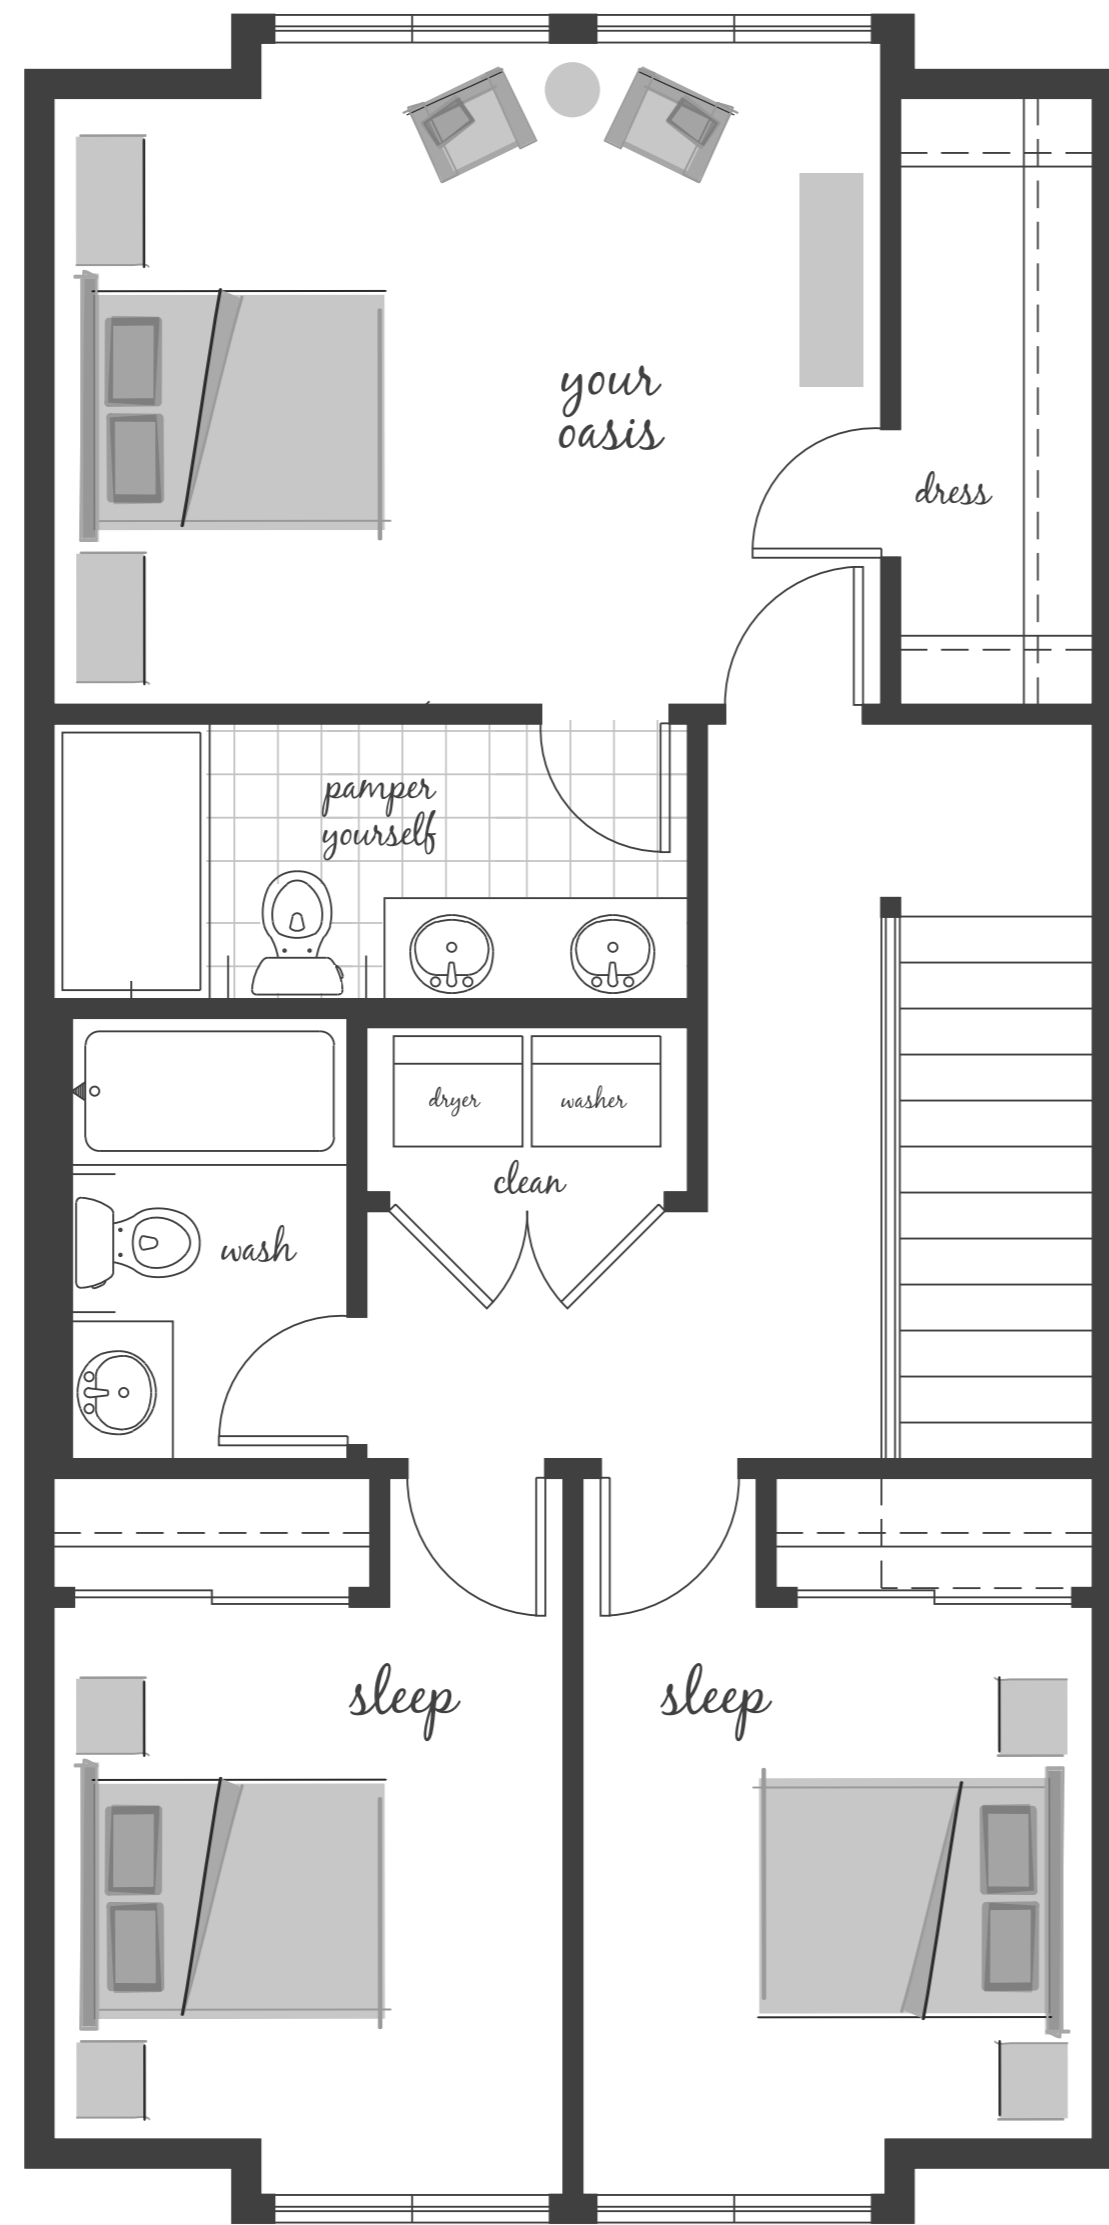 your
oasis
dress
pamper
yourself
dryer
washer
clean
wash
sleep
sleep